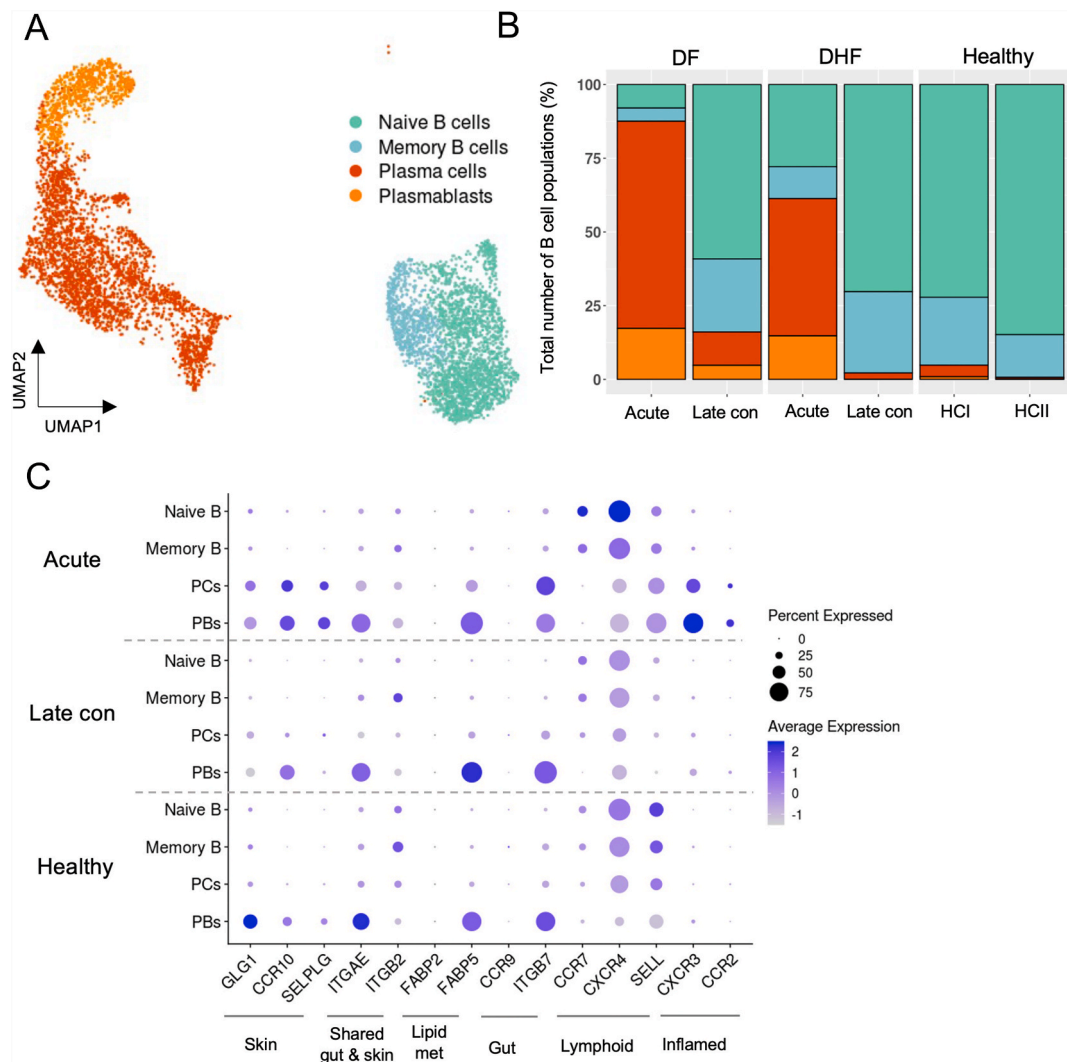 A
Naive B cells
Memory B cells
Plasma cells
Plasmablasts
UMAP2
UMAP1
B
DF DHF Healthy
Total number of B cell populations (%)
100
75
50
25
0
Acute Late con Acute Late con HCI HCII
C
Acute
Naive B
Memory B
PCs
PBs
Late con
Naive B
Memory B
PCs
PBs
Healthy
Naive B
Memory B
PCs
PBs
Percent Expressed
0
25
50
75
Average Expression
2
1
0
-1
GLG1 CCR10 SELPLG ITGAE ITGB2 FABP2 FABP5 CCR9 ITGB7 CCR7 CXCR4 SELL CXCR3 CCR2
Skin
Shared
gut & skin
Lipid
met
Gut
Lymphoid
Inflamed